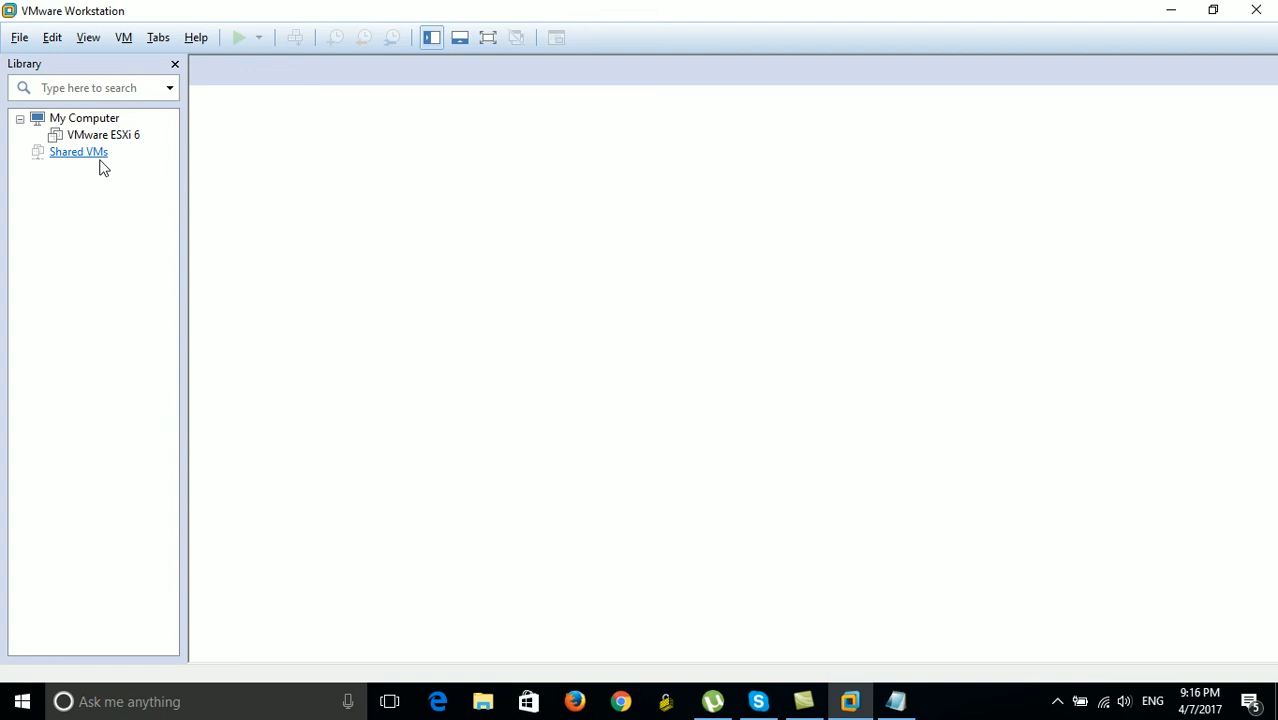 VMware Workstation
File Edit View VM Tabs Help
Library
Type here to search
My Computer
VMware ESXi 6
Shared VMs
Ask me anything
ENG
9:16 PM
4/7/2017
5